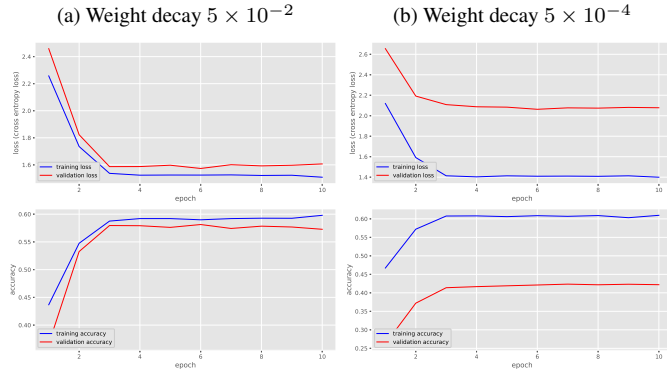 (a) Weight decay 5 × 10⁻²
(b) Weight decay 5 × 10⁻⁴
loss (cross entropy loss)
2.4
2.2
2.0
1.8
1.6
training loss
validation loss
2 4 6 8 10
epoch
loss (cross entropy loss)
2.6
2.4
2.2
2.0
1.8
1.6
1.4
training loss
validation loss
2 4 6 8 10
epoch
accuracy
0.60
0.55
0.50
0.45
0.40
training accuracy
validation accuracy
2 4 6 8 10
epoch
accuracy
0.60
0.55
0.50
0.45
0.40
0.35
0.30
0.25
training accuracy
validation accuracy
2 4 6 8 10
epoch